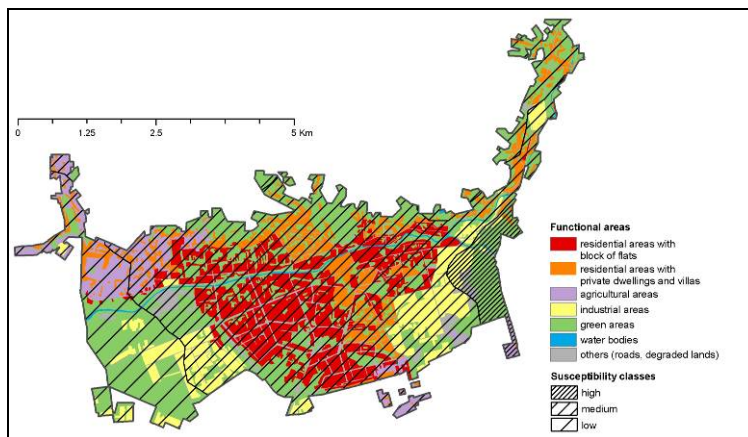 0 1.25 2.5 5 Km
Functional areas
residential areas with
block of flats
residential areas with
private dwellings and villas
agricultural areas
industrial areas
green areas
water bodies
others (roads, degraded lands)
Susceptibility classes
high
medium
low